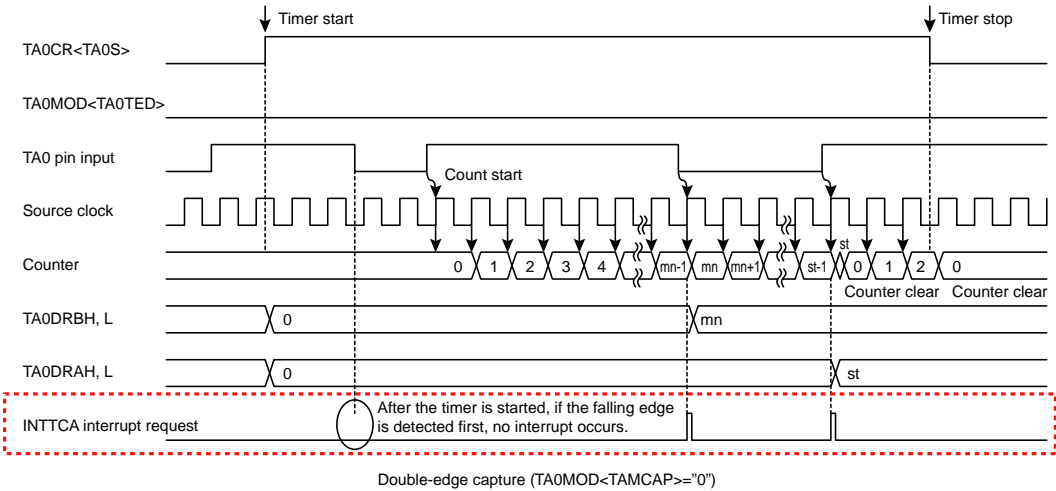 Timer start
Timer stop
TA0CR<TA0S>
TA0MOD<TA0TED>
TA0 pin input
Count start
Source clock
st
Counter
0 1 2 3 4 mn-1 mn mn+1 st-1 0 1 2 0
Counter clear Counter clear
TA0DRBH, L
0 mn
TA0DRAH, L
0 st
After the timer is started, if the falling edge
INTTCA interrupt request
is detected first, no interrupt occurs.
Double-edge capture (TA0MOD<TAMCAP>=”0”)